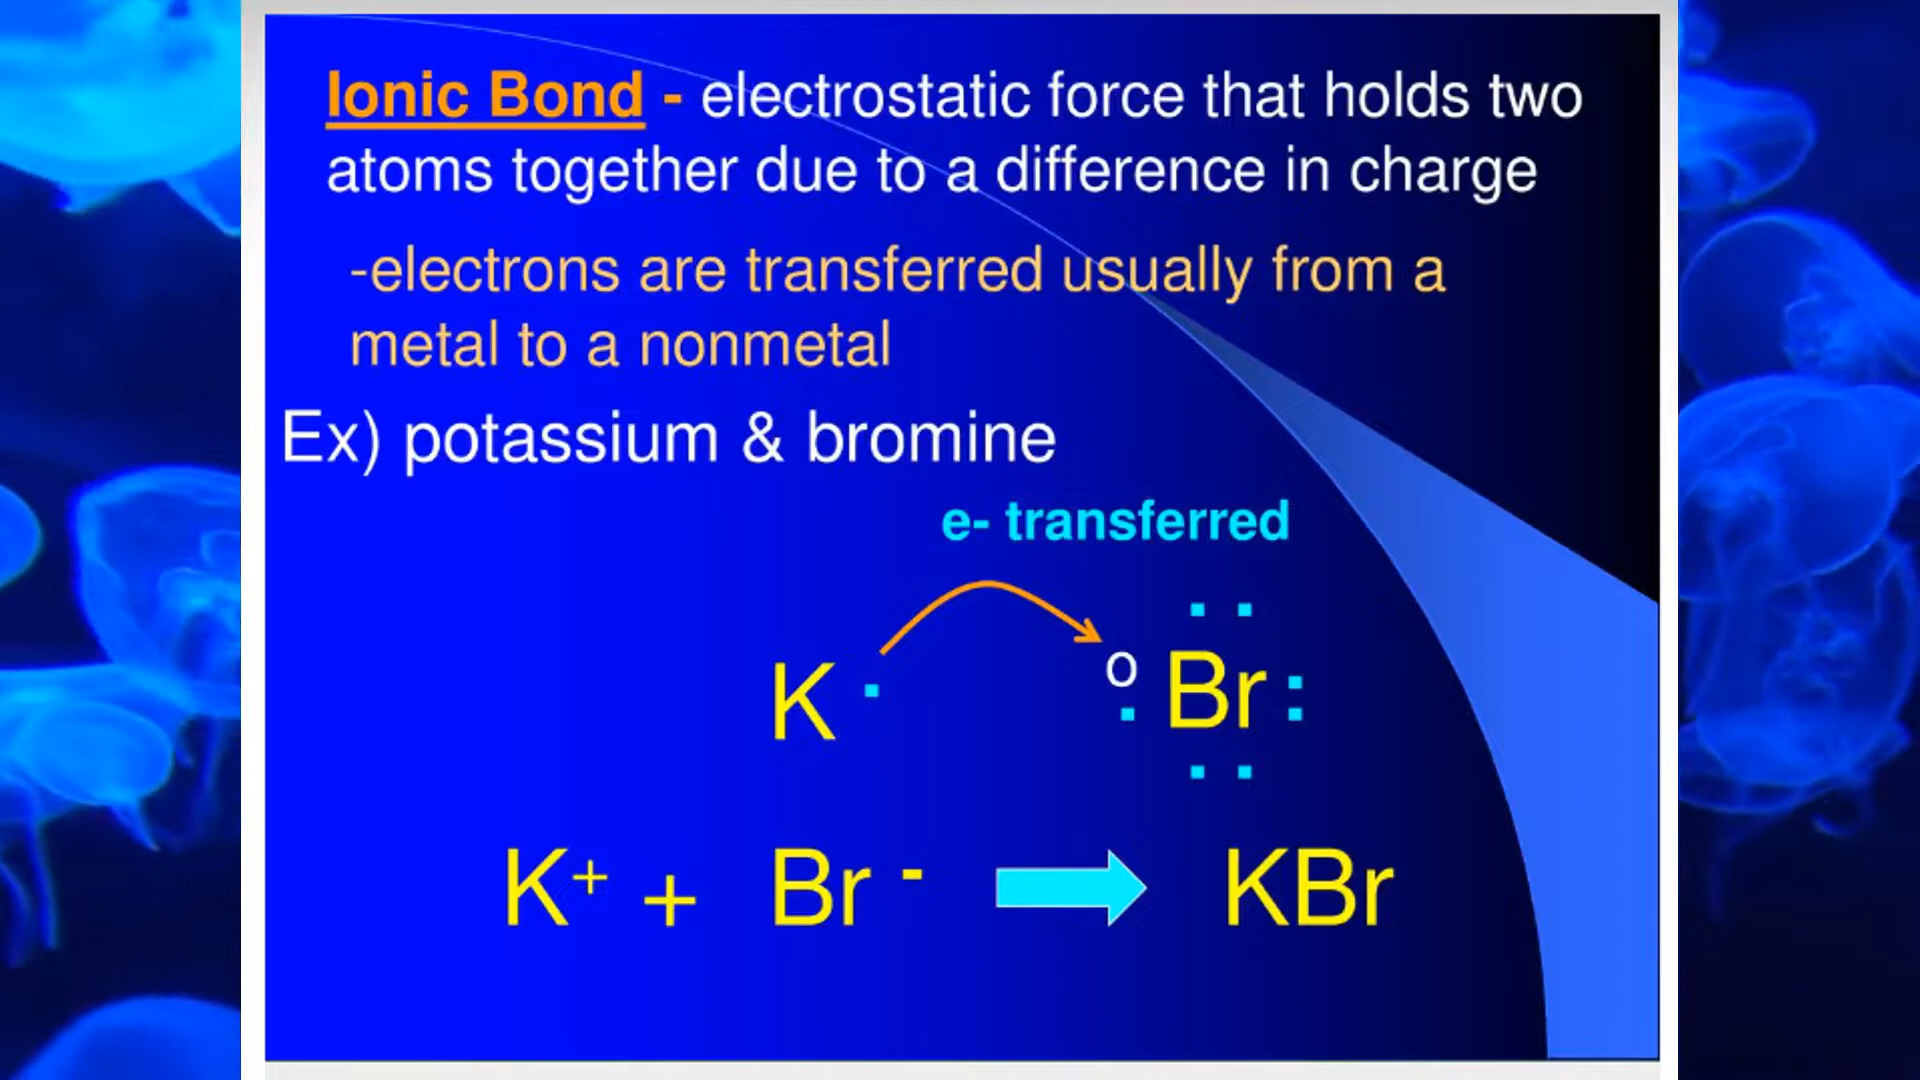 Ionic Bond - electrostatic force that holds two
atoms together due to a difference in charge
-electrons are transferred usually from a
metal to a nonmetal
Ex) potassium & bromine
e- transferred
K · o Br :
K⁺ + Br ⁻ KBr